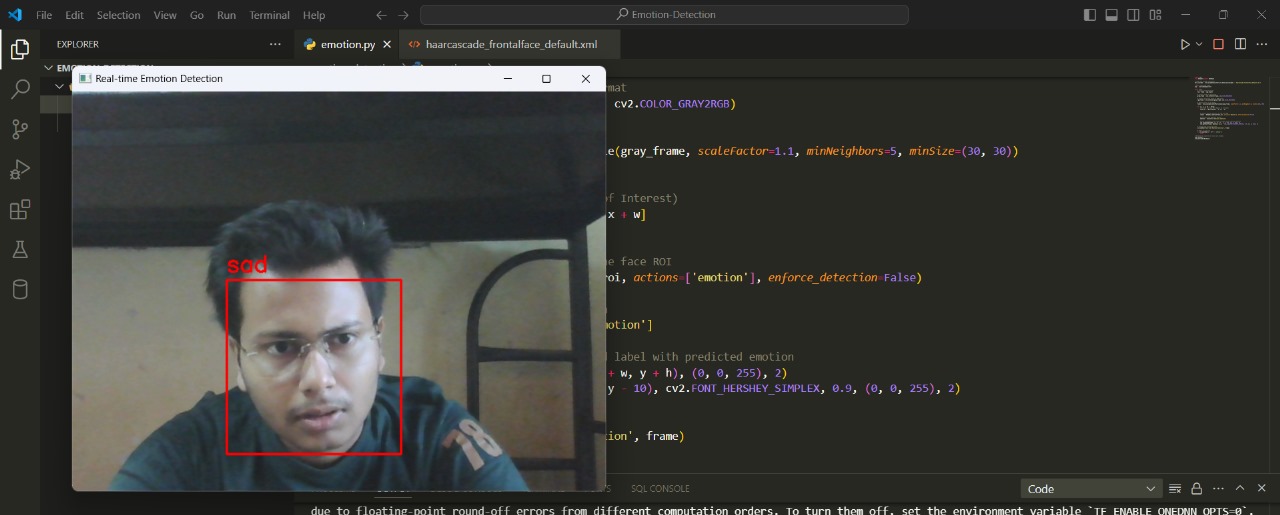 File Edit Selection View Go Run Terminal Help
Emotion-Detection
EXPLORER
emotion.py
haarcascade_frontalface_default.xml
Real-time Emotion Detection
cv2.COLOR_GRAY2RGB)
(gray_frame, scaleFactor=1.1, minNeighbors=5, minSize=(30, 30))
of Interest)
x + w]
face ROI
roi, actions=['emotion'], enforce_detection=False)
sad
label with predicted emotion
+ w, y + h), (0, 0, 255), 2)
y - 10), cv2.FONT_HERSHEY_SIMPLEX, 0.9, (0, 0, 255), 2)
78
frame)
SQL CONSOLE
Code
due to floating-point round-off errors from different computation orders. To turn them off, set the environment variable `TF_ENABLE_ONEDNN_OPTS=0`.